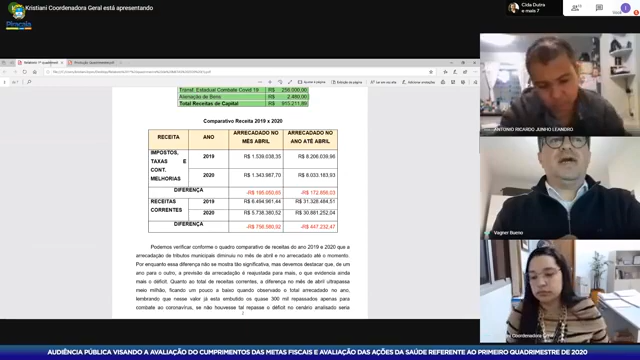 Kristiani Coordenadora Geral está apresentando
Cida Dutra
e mais 7
Piracaia
Transf. Estadual Combate Covid 19 R$ 256.000,00
Alienação de Bens R$ 2.480,00
Total Receitas de Capital R$ 915.211,89
Comparativo Receita 2019 x 2020
RECEITA ANO ARRECADADO NO MÊS ABRIL ARRECADADO NO ANO ATÉ ABRIL
IMPOSTOS, TAXAS E CONT. MELHORIAS
2019 R$ 1.539.038,35 R$ 8.206.039,96
2020 R$ 1.343.987,70 R$ 8.033.183,93
DIFERENÇA -R$ 172.856,03
RECEITAS CORRENTES
2019 R$ 6.494.961,44 R$ 31.328.484,51
2020 R$ 5.738.380,52 R$ 30.881.252,04
DIFERENÇA -R$ 756.580,92 -R$ 447.232,47
Podemos verificar conforme o quadro comparativo de receitas do ano 2019 e 2020 que a
arrecadação de tributos municipais diminuiu no mês de abril e no arrecadado até o momento.
Por enquanto essa diferença não se mostra tão significativa, mas devemos destacar que, de um
ano para o outro, a previsão da arrecadação é reajustada para mais, o que evidencia ainda
mais o déficit. Quanto ao total de receitas correntes, a diferença no mês de abril ultrapassa
meio milhão, ficando um pouco a baixo quando observado o total arrecadado no ano,
lembrando que nesse valor já está embutido os quase 300 mil repassados apenas para
combate ao coronavírus, se não houvesse tal repasse o déficit no cenário analisado seria
ANTONIO RICARDO JUNHO LEANDRO
Vagner Bueno
Coordenadora Geral
AUDIÊNCIA PÚBLICA VISANDO A AVALIAÇÃO DO CUMPRIMENTOS DAS METAS FISCAIS E AVALIAÇÃO DAS AÇÕES DA SAÚDE REFERENTE AO PRIMEIRO QUADRIMESTRE DE 2020